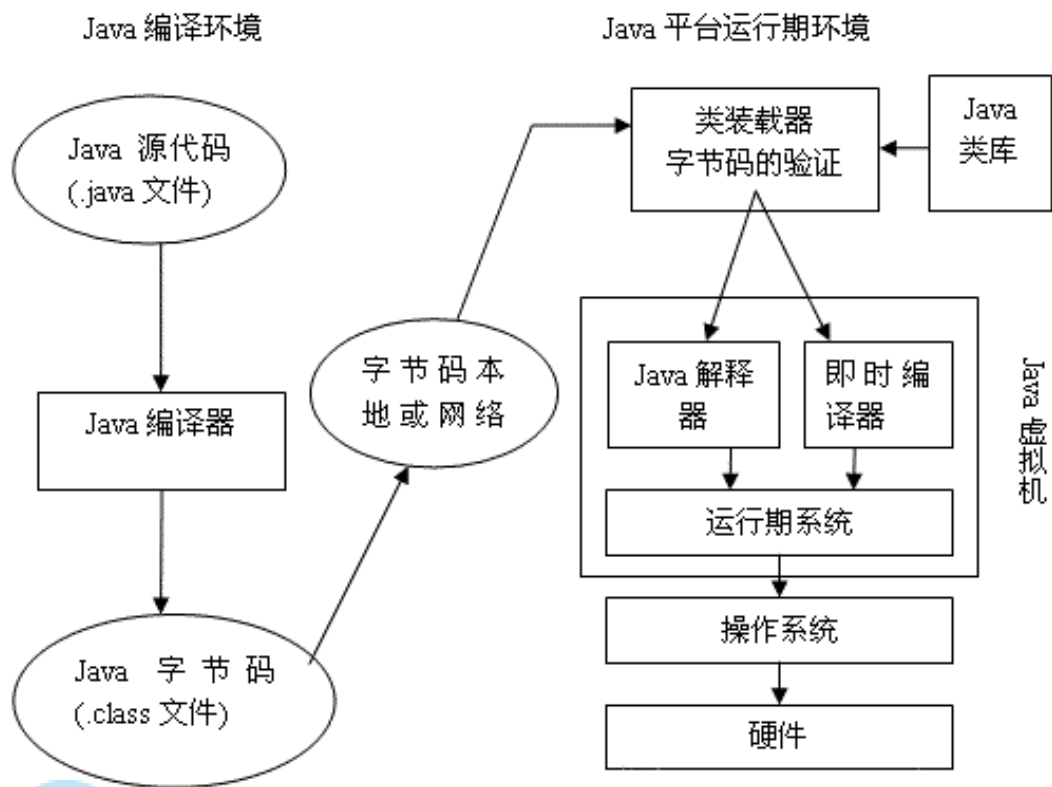 Java 编译环境
Java 平台运行期环境
Java 源代码
(.java 文件)
Java 编译器
Java 字节码
(.class 文件)
字节码本
地或网络
类装载器
字节码的验证
Java
类库
Java 解释
器
即时编
译器
运行期系统
Java 虚拟机
操作系统
硬件